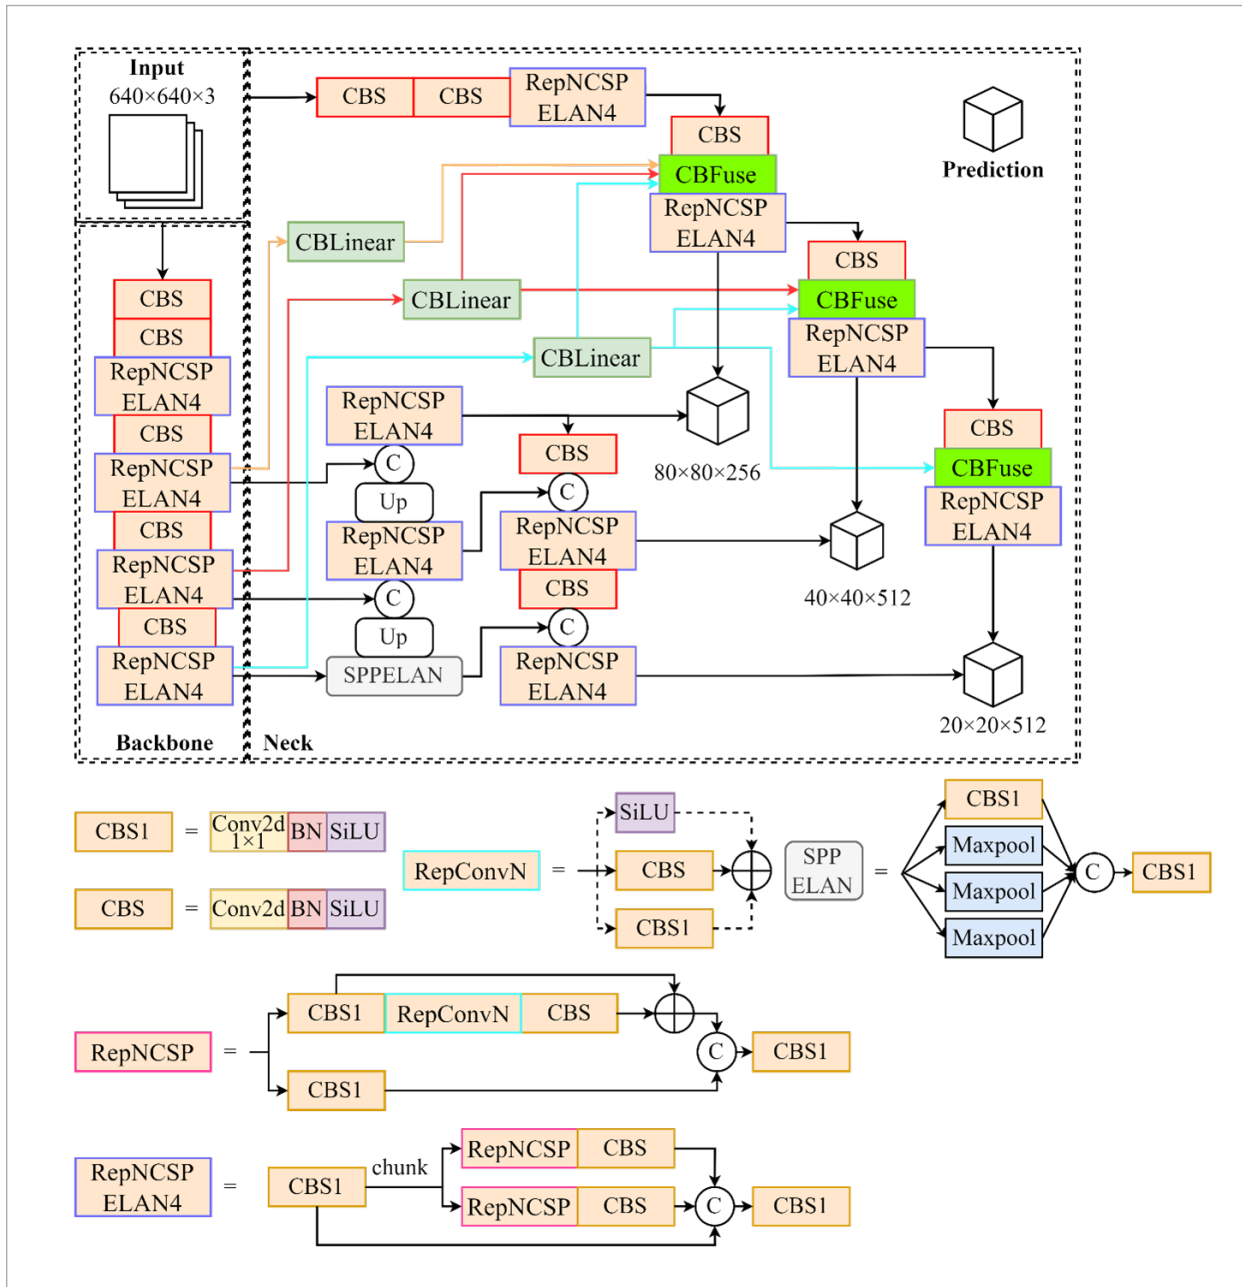 Input
640×640×3
CBS
CBS
RepNCSP
ELAN4
CBS
CBFuse
RepNCSP
ELAN4
Prediction
CBLinear
CBS
CBFuse
RepNCSP
ELAN4
CBLinear
CBLinear
CBS
CBS
RepNCSP
ELAN4
CBS
RepNCSP
ELAN4
CBS
RepNCSP
ELAN4
CBS
RepNCSP
ELAN4
RepNCSP
ELAN4
C
Up
RepNCSP
ELAN4
C
Up
SPPELAN
CBS
C
RepNCSP
ELAN4
CBS
C
RepNCSP
ELAN4
80×80×256
CBS
CBFuse
RepNCSP
ELAN4
40×40×512
20×20×512
Backbone
Neck
CBS1
=
Conv2d
1×1
BN
SiLU
CBS
=
Conv2d
BN
SiLU
RepConvN
=
SiLU
CBS
CBS1
SPP
ELAN
=
CBS1
Maxpool
Maxpool
Maxpool
C
CBS1
RepNCSP
=
CBS1
RepConvN
CBS
CBS1
C
CBS1
RepNCSP
ELAN4
=
CBS1
chunk
RepNCSP
CBS
RepNCSP
CBS
C
CBS1